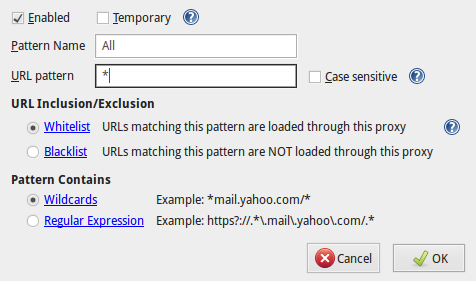 Enabled Temporary ?
Pattern Name All
URL pattern *
Case sensitive ?
URL Inclusion/Exclusion
Whitelist URLs matching this pattern are loaded through this proxy ?
Blacklist URLs matching this pattern are NOT loaded through this proxy
Pattern Contains
Wildcards Example: *mail.yahoo.com/*
Regular Expression Example: https?://.*\.mail\.yahoo\.com/.*
Cancel OK